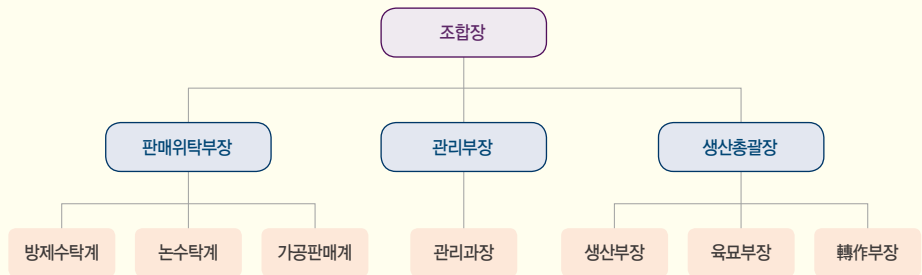 조합장
판매위탁부장
관리부장
생산총괄장
방제수탁계
논수탁계
가공판매계
관리과장
생산부장
육묘부장
轉作부장